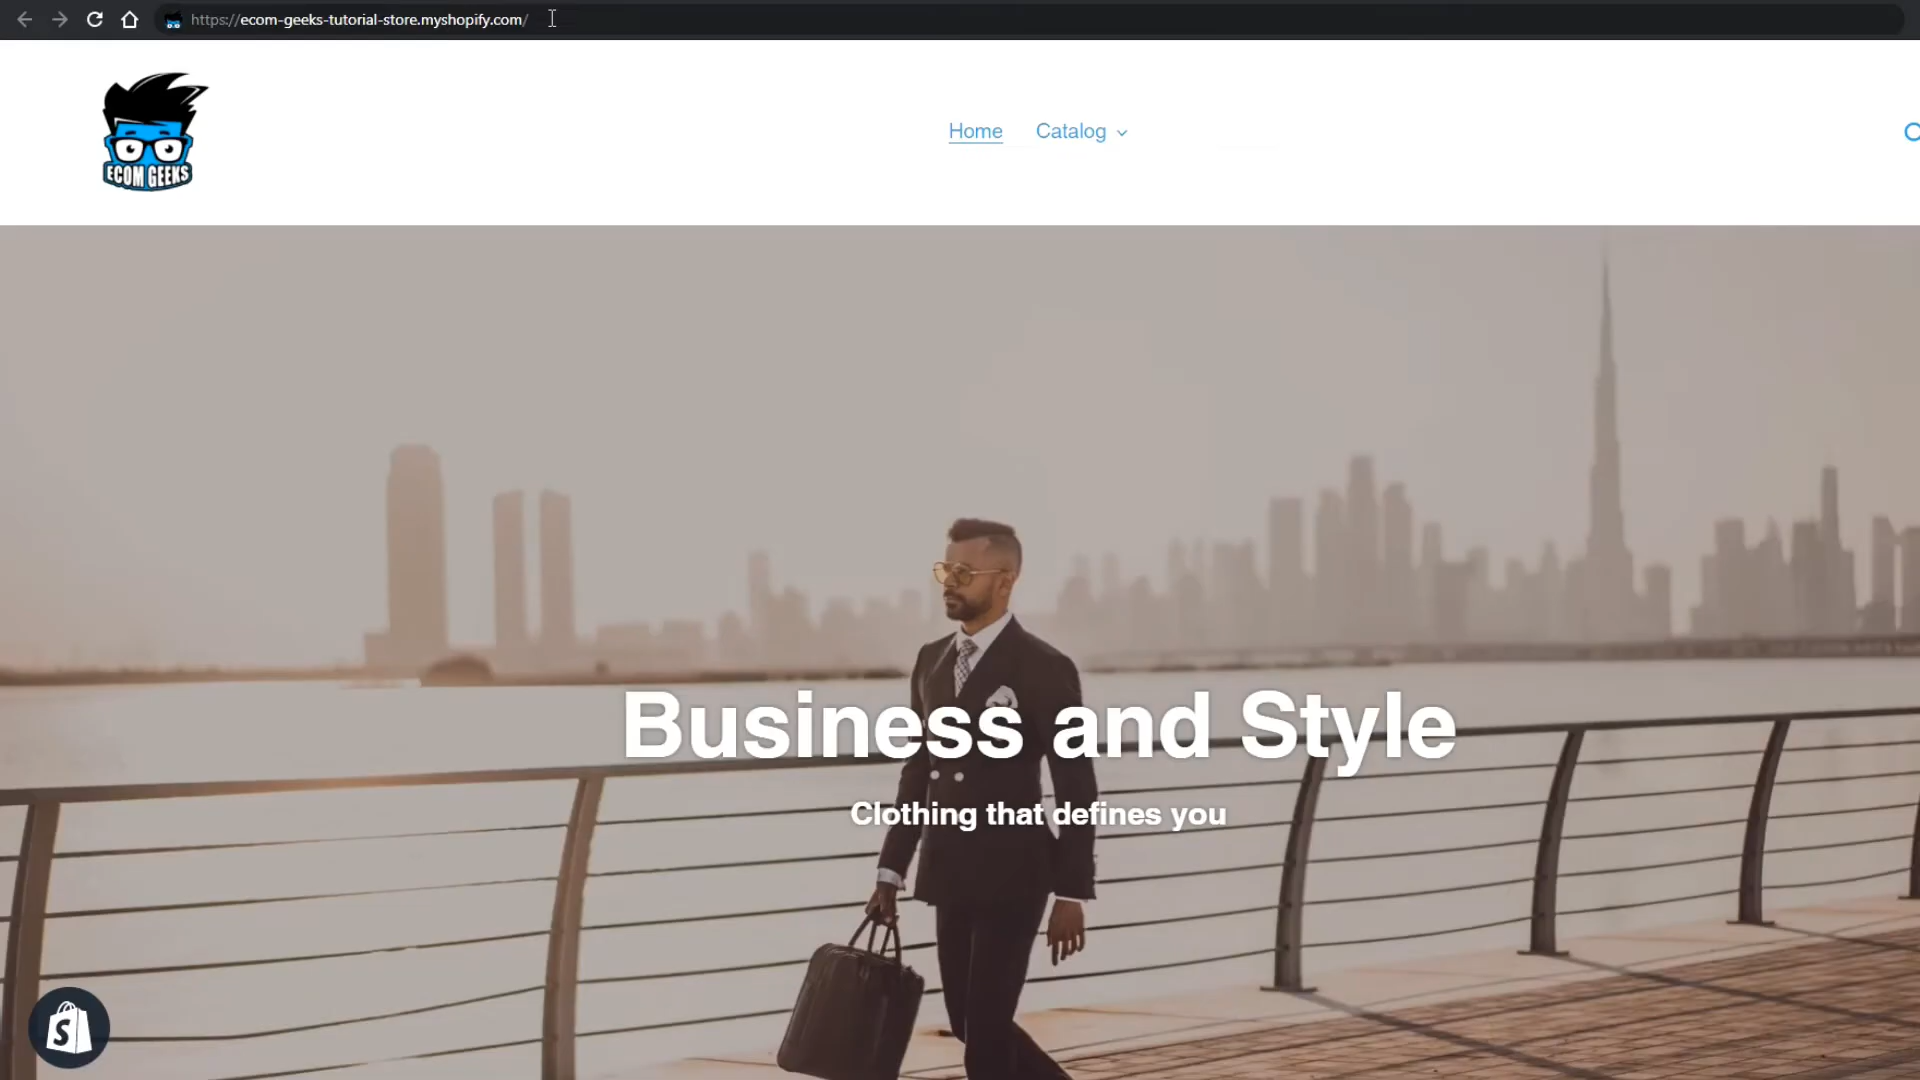 https://ecom-geeks-tutorial-store.myshopify.com/
ECOM GEEKS
Home
Catalog
Business and Style
Clothing that defines you
S